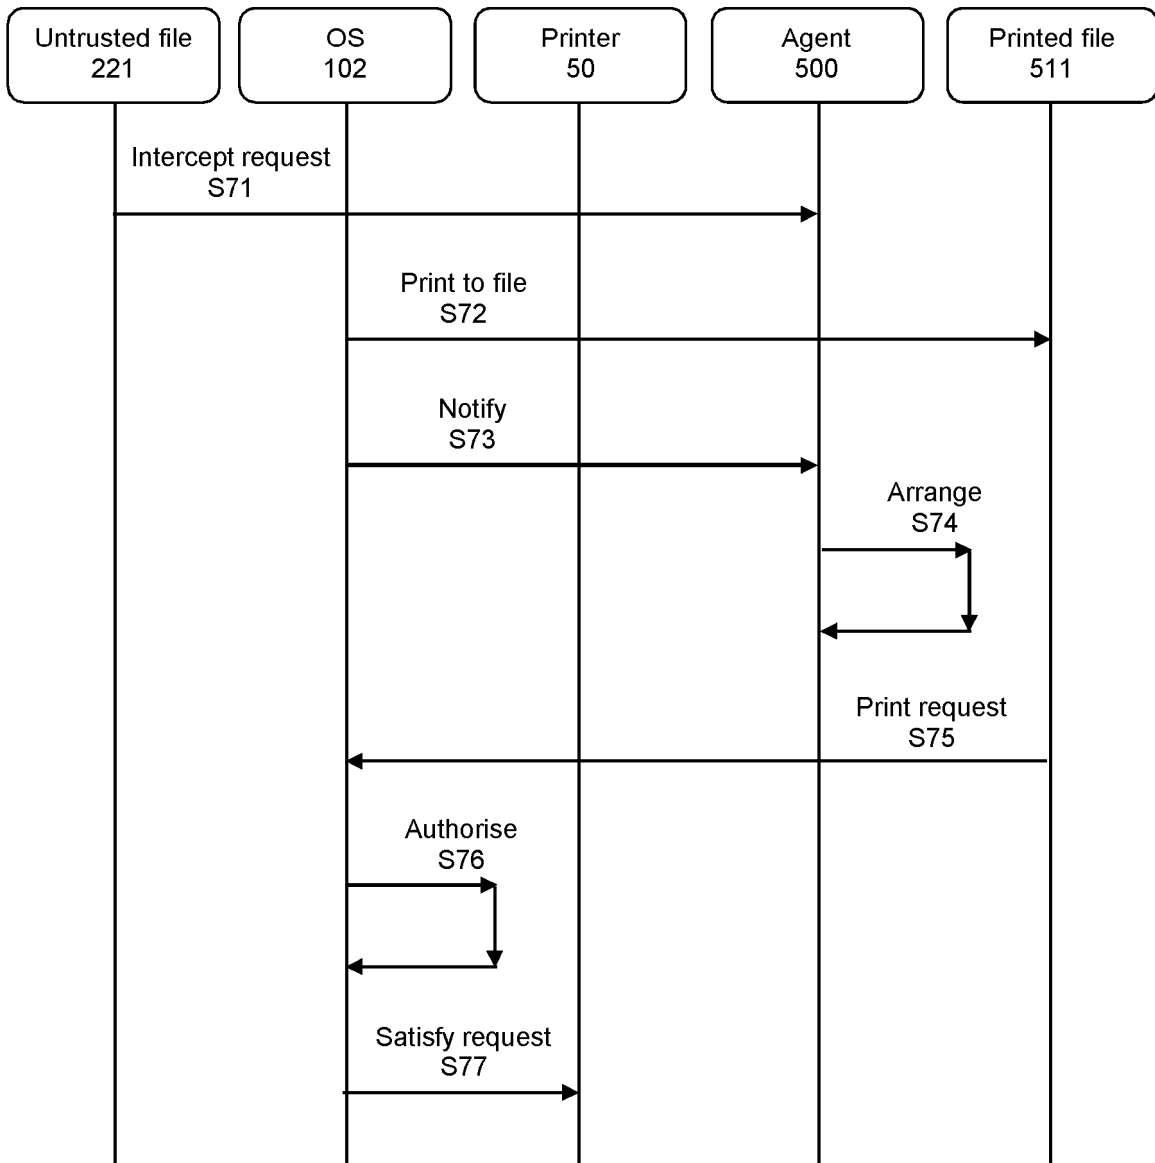 Untrusted file
221
OS
102
Printer
50
Agent
500
Printed file
511
Intercept request
S71
Print to file
S72
Notify
S73
Arrange
S74
Print request
S75
Authorise
S76
Satisfy request
S77